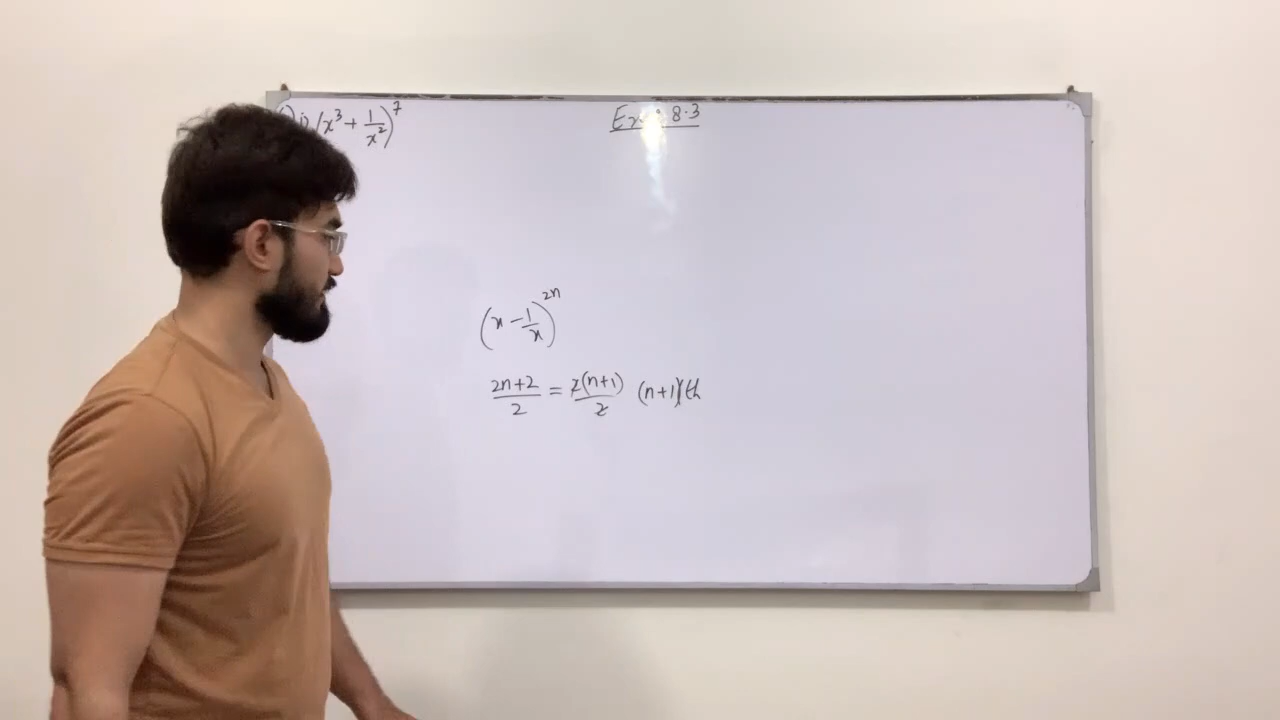 i) (x³ + 1/x²)⁷
Ex: 8.3
(x - 1/x)²ⁿ
(2n+2)/2 = 2(n+1)/2 (n+1)th